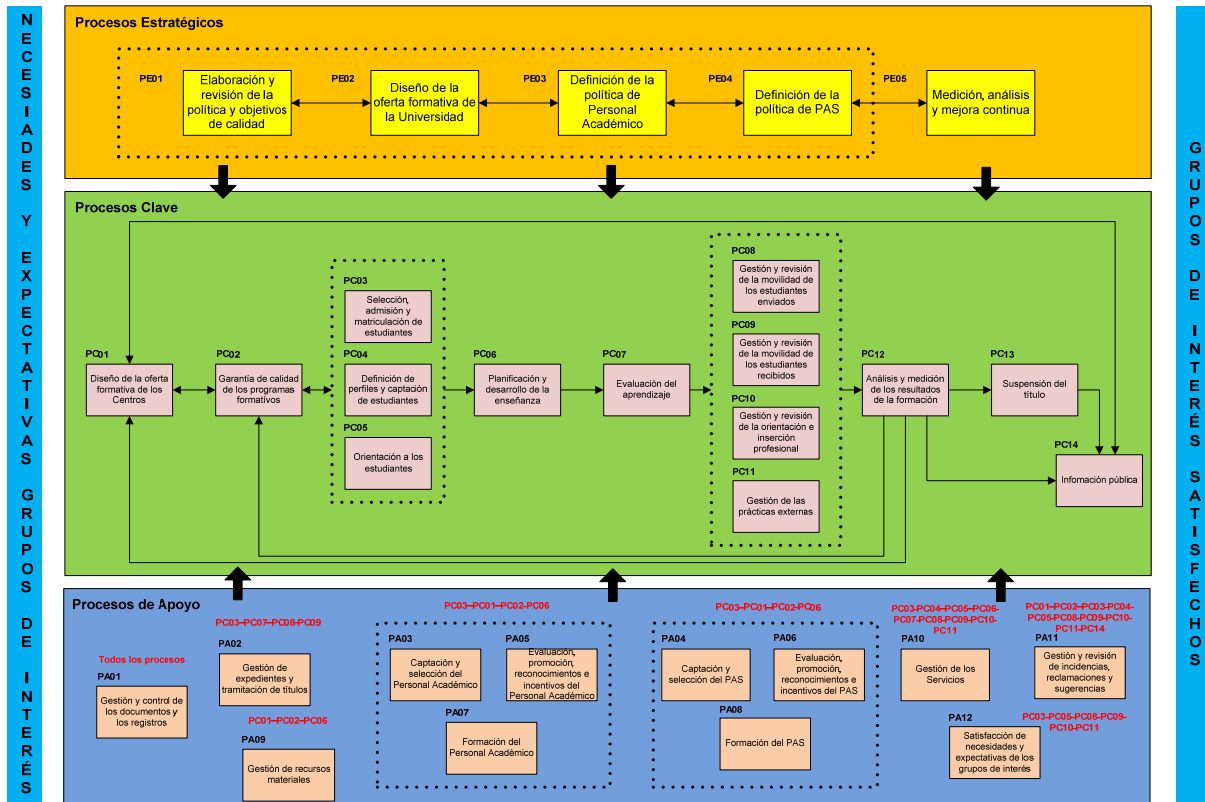 NECESIADES Y EXPECTATIVAS GRUPOS DE INTERÉS
Procesos Estratégicos
PE01
Elaboración y
revisión de la
política y objetivos
de calidad
PE02
Diseño de la
oferta formativa de
la Universidad
PE03
Definición de la
política de
Personal
Académico
PE04
Definición de la
política de PAS
PE05
Medición, análisis
y mejora continua
Procesos Clave
PC01
Diseño de la oferta
formativa de los
Centros
PC02
Garantía de calidad
de los programas
formativos
PC03
Selección,
admisión y
matriculación de
estudiantes
PC04
Definición de
perfiles y captación
de estudiantes
PC05
Orientación a los
estudiantes
PC06
Planificación y
desarrollo de la
enseñanza
PC07
Evaluación del
aprendizaje
PC08
Gestión y revisión
de la movilidad de
los estudiantes
enviados
PC09
Gestión y revisión
de la movilidad de
los estudiantes
recibidos
PC10
Gestión y revisión
de la orientación e
inserción
profesional
PC11
Gestión de las
prácticas externas
PC12
Análisis y medición
de los resultados
de la formación
PC13
Suspensión del
título
PC14
Infomación pública
Procesos de Apoyo
Todos los procesos
PA01
Gestión y control de
los documentos y
los registros
PC03–PC07–PC08-PC09
PA02
Gestión de
expedientes y
tramitación de títulos
PC01–PC02–PC06
PA09
Gestión de recursos
materiales
PC03–PC01–PC02-PC06
PA03
Captación y
selección del
Personal Académico
PA05
Evaluación,
promoción,
reconocimientos e
incentivos del
Personal Académico
PA07
Formación del
Personal Académico
PC03–PC01–PC02-PC06
PA04
Captación y
selección del PAS
PA06
Evaluación,
promoción,
reconocimientos e
incentivos del PAS
PA08
Formación del PAS
PC03-PC04–PC05–PC06-
PC07-PC08-PC09-PC10-
PC11
PA10
Gestión de los
Servicios
PC01–PC02–PC03-PC04-
PC05-PC08-PC09-PC10-
PC11-PC14
PA11
Gestión y revisión
de incidencias,
reclamaciones y
sugerencias
PA12
Satisfacción de
necesidades y
expectativas de los
grupos de interés
PC03-PC05-PC08-PC09-
PC10-PC11
GRUPOS DE INTERÉS SATISFECHOS